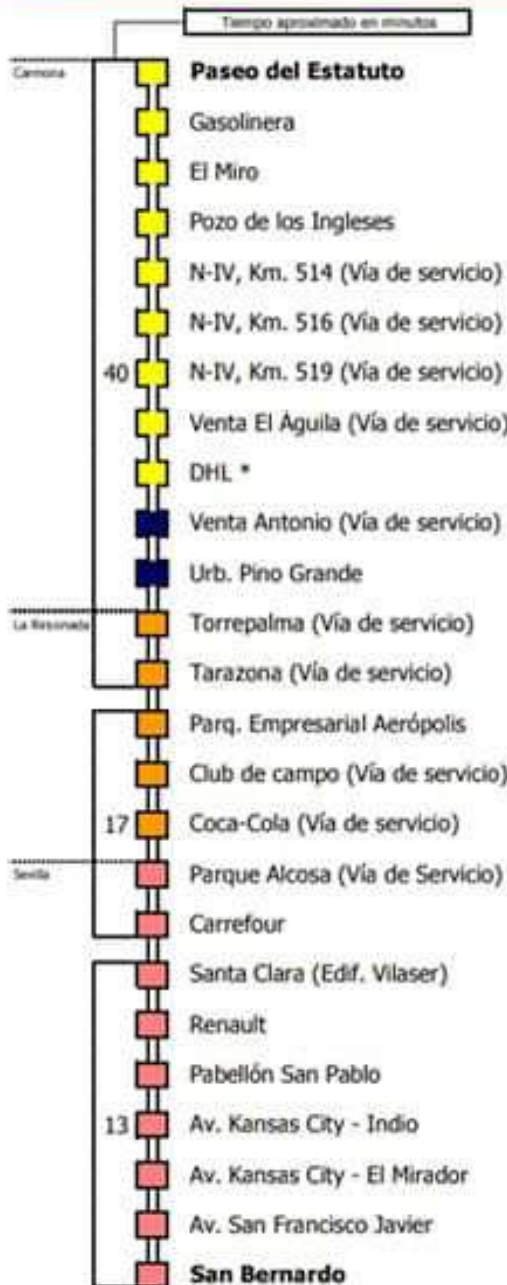 Tiempo aproximado en minutos
Carmona
Paseo del Estatuto
Gasolinera
El Miro
Pozo de los Ingleses
N-IV, Km. 514 (Vía de servicio)
N-IV, Km. 516 (Vía de servicio)
40
N-IV, Km. 519 (Vía de servicio)
Venta El Águila (Vía de servicio)
DHL *
Venta Antonio (Vía de servicio)
Urb. Pino Grande
La Rinconada
Torrepalma (Vía de servicio)
Tarazona (Vía de servicio)
Parq. Empresarial Aerópolis
Club de campo (Vía de servicio)
17
Coca-Cola (Vía de servicio)
Sevilla
Parque Alcosa (Vía de Servicio)
Carrefour
Santa Clara (Edif. Vilaser)
Renault
Pabellón San Pablo
13
Av. Kansas City - Indio
Av. Kansas City - El Mirador
Av. San Francisco Javier
San Bernardo